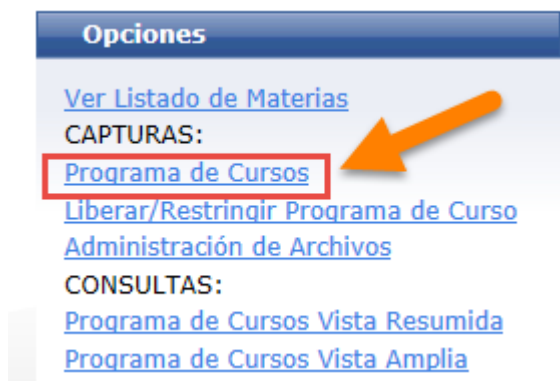 Opciones
Ver Listado de Materias
CAPTURAS:
Programa de Cursos
Liberar/Restringir Programa de Curso
Administración de Archivos
CONSULTAS:
Programa de Cursos Vista Resumida
Programa de Cursos Vista Amplia